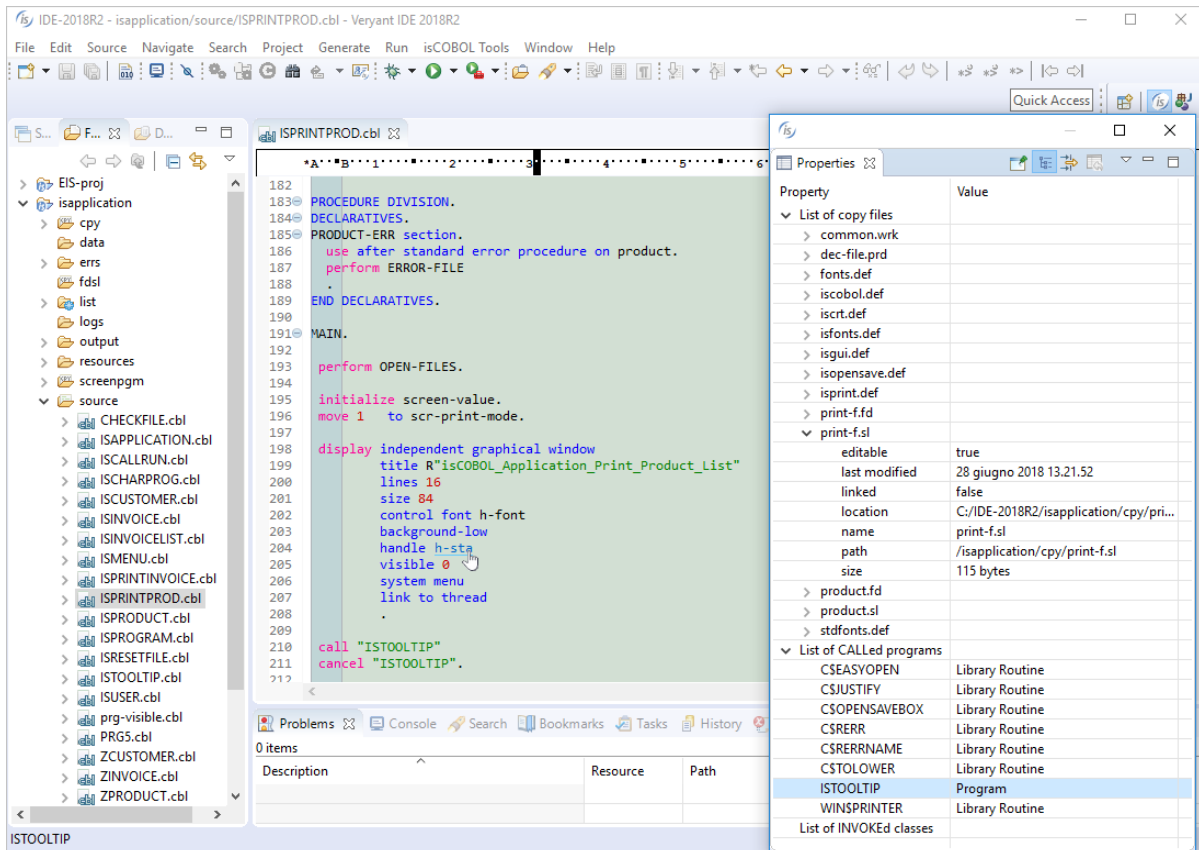 IDE-2018R2 - isapplication/source/ISPRINTPROD.cbl - Veryant IDE 2018R2
File Edit Source Navigate Search Project Generate Run isCOBOL Tools Window Help
Quick Access
S... F... D...
EIS-proj
isapplication
cpy
data
errs
fdsl
list
logs
output
resources
screenpgm
source
CHECKFILE.cbl
ISAPPLICATION.cbl
ISCALLRUN.cbl
ISCHARPROG.cbl
ISCUSTOMER.cbl
ISINVOICE.cbl
ISINVOICELIST.cbl
ISMENU.cbl
ISPRINTINVOICE.cbl
ISPRINTPROD.cbl
ISPRODUCT.cbl
ISPROGRAM.cbl
ISRESETFILE.cbl
ISTOOLTIP.cbl
ISUSER.cbl
prg-visible.cbl
PRG5.cbl
ZCUSTOMER.cbl
ZINVOICE.cbl
ZPRODUCT.cbl
ISPRINTPROD.cbl
*A··▪B··1····▪····2····▪····3····▪····4····▪····5····▪····6
182
183 PROCEDURE DIVISION.
184 DECLARATIVES.
185 PRODUCT-ERR section.
186 use after standard error procedure on product.
187 perform ERROR-FILE
188 .
189 END DECLARATIVES.
190
191 MAIN.
192
193 perform OPEN-FILES.
194
195 initialize screen-value.
196 move 1 to scr-print-mode.
197
198 display independent graphical window
199 title R"isCOBOL_Application_Print_Product_List"
200 lines 16
201 size 84
202 control font h-font
203 background-low
204 handle h-sta
205 visible 0
206 system menu
207 link to thread
208 .
209
210 call "ISTOOLTIP"
211 cancel "ISTOOLTIP".
212
Problems Console Search Bookmarks Tasks History
0 items
Description Resource Path
Properties
Property Value
List of copy files
common.wrk
dec-file.prd
fonts.def
iscobol.def
iscrt.def
isfonts.def
isgui.def
isopensave.def
isprint.def
print-f.fd
print-f.sl
editable true
last modified 28 giugno 2018 13.21.52
linked false
location C:/IDE-2018R2/isapplication/cpy/pri...
name print-f.sl
path /isapplication/cpy/print-f.sl
size 115 bytes
product.fd
product.sl
stdfonts.def
List of CALLed programs
C$EASYOPEN Library Routine
C$JUSTIFY Library Routine
C$OPENSAVEBOX Library Routine
C$RERR Library Routine
C$RERRNAME Library Routine
C$TOLOWER Library Routine
ISTOOLTIP Program
WIN$PRINTER Library Routine
List of INVOKEd classes
ISTOOLTIP